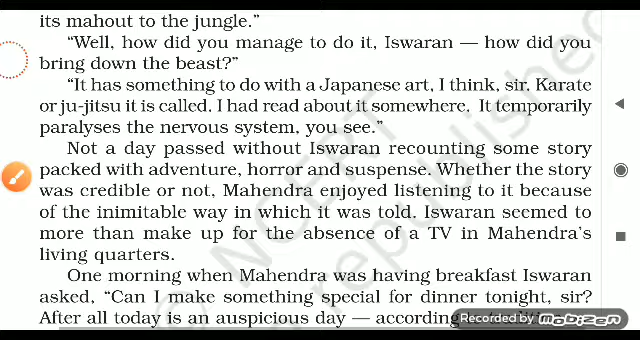 its mahout to the jungle.”
“Well, how did you manage to do it, Iswaran — how did you
bring down the beast?”
“It has something to do with a Japanese art, I think, sir. Karate
or ju-jitsu it is called. I had read about it somewhere. It temporarily
paralyses the nervous system, you see.”
Not a day passed without Iswaran recounting some story
packed with adventure, horror and suspense. Whether the story
was credible or not, Mahendra enjoyed listening to it because
of the inimitable way in which it was told. Iswaran seemed to
more than make up for the absence of a TV in Mahendra’s
living quarters.
One morning when Mahendra was having breakfast Iswaran
asked, “Can I make something special for dinner tonight, sir?
After all today is an auspicious day — according
Recorded by mobizen
© NCERT
republished